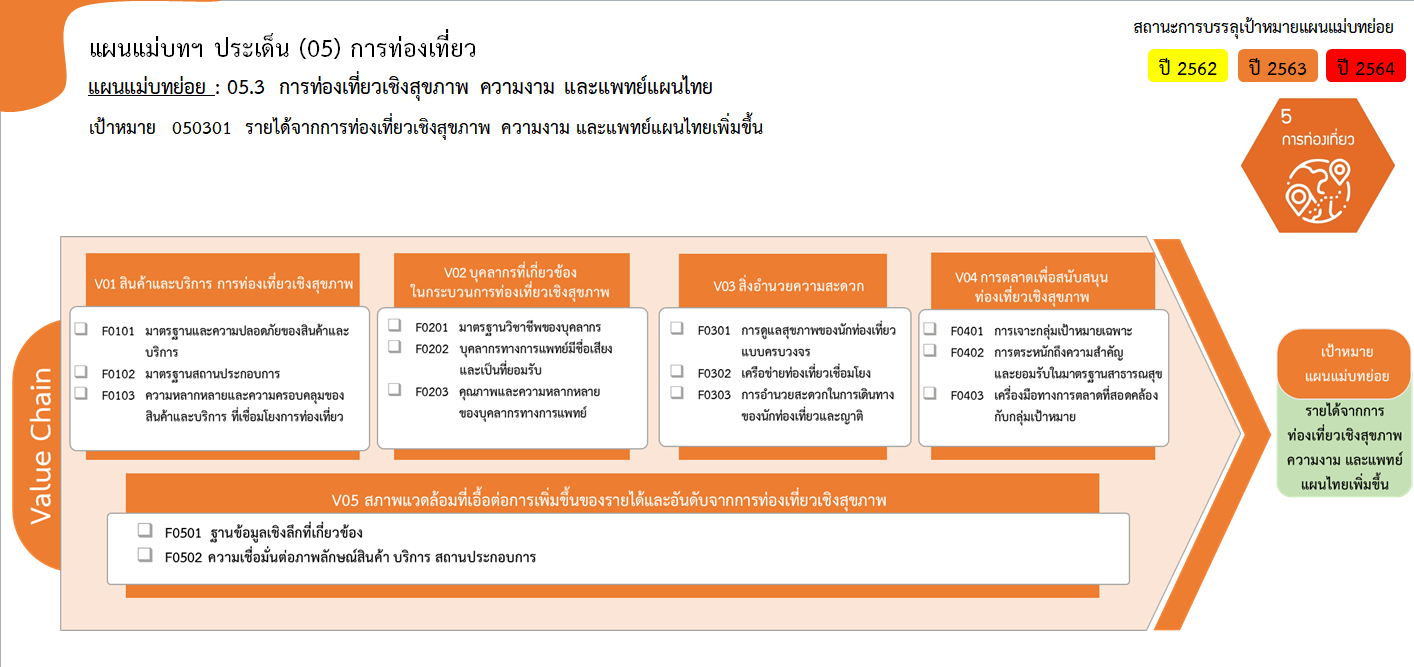 แผนแม่บทฯ ประเด็น (05) การท่องเที่ยว
แผนแม่บทย่อย : 05.3 การท่องเที่ยวเชิงสุขภาพ ความงาม และแพทย์แผนไทย
เป้าหมาย 050301 รายได้จากการท่องเที่ยวเชิงสุขภาพ ความงาม และแพทย์แผนไทยเพิ่มขึ้น
สถานะการบรรลุเป้าหมายแผนแม่บทย่อย
ปี 2562 ปี 2563 ปี 2564
5
การท่องเที่ยว
Value Chain
V01 สินค้าและบริการ การท่องเที่ยวเชิงสุขภาพ
F0101 มาตรฐานและความปลอดภัยของสินค้าและ
บริการ
F0102 มาตรฐานสถานประกอบการ
F0103 ความหลากหลายและความครอบคลุมของ
สินค้าและบริการ ที่เชื่อมโยงการท่องเที่ยว
V02 บุคลากรที่เกี่ยวข้อง
ในกระบวนการท่องเที่ยวเชิงสุขภาพ
F0201 มาตรฐานวิชาชีพของบุคลากร
F0202 บุคลากรทางการแพทย์มีชื่อเสียง
และเป็นที่ยอมรับ
F0203 คุณภาพและความหลากหลาย
ของบุคลากรทางการแพทย์
V03 สิ่งอำนวยความสะดวก
F0301 การดูแลสุขภาพของนักท่องเที่ยว
แบบครบวงจร
F0302 เครือข่ายท่องเที่ยวเชื่อมโยง
F0303 การอำนวยสะดวกในการเดินทาง
ของนักท่องเที่ยวและญาติ
V04 การตลาดเพื่อสนับสนุน
ท่องเที่ยวเชิงสุขภาพ
F0401 การเจาะกลุ่มเป้าหมายเฉพาะ
F0402 การตระหนักถึงความสำคัญ
และยอมรับในมาตรฐานสาธารณสุข
F0403 เครื่องมือทางการตลาดที่สอดคล้อง
กับกลุ่มเป้าหมาย
V05 สภาพแวดล้อมที่เอื้อต่อการเพิ่มขึ้นของรายได้และอันดับจากการท่องเที่ยวเชิงสุขภาพ
F0501 ฐานข้อมูลเชิงลึกที่เกี่ยวข้อง
F0502 ความเชื่อมั่นต่อภาพลักษณ์สินค้า บริการ สถานประกอบการ
เป้าหมาย
แผนแม่บทย่อย
รายได้จากการ
ท่องเที่ยวเชิงสุขภาพ
ความงาม และแพทย์
แผนไทยเพิ่มขึ้น